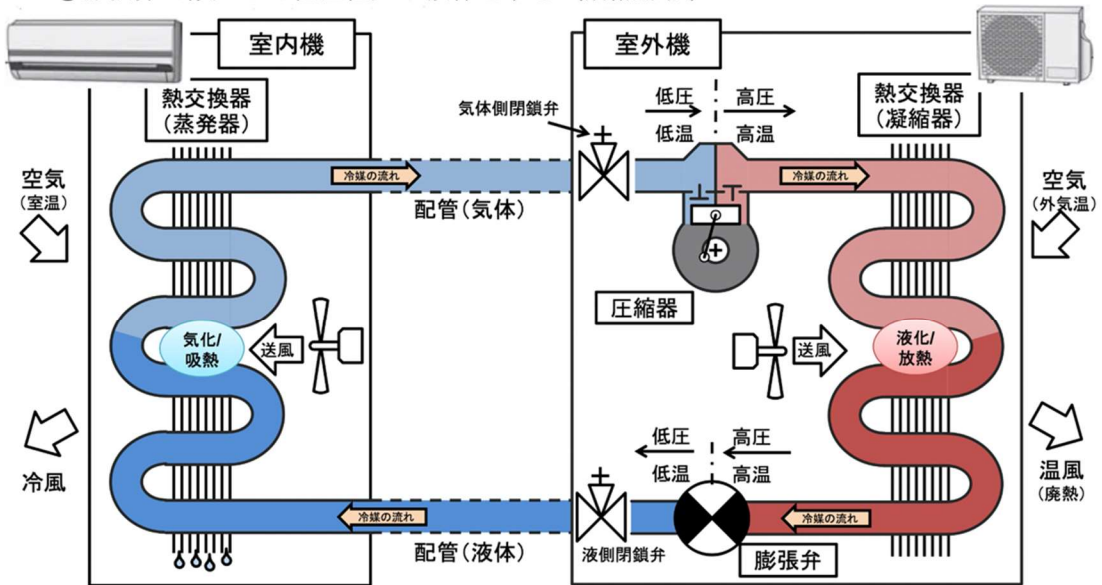 室内機
室外機
熱交換器
(蒸発器)
気体側閉鎖弁
低圧
高圧
低温
高温
熱交換器
(凝縮器)
空気
(室温)
冷媒の流れ
配管(気体)
冷媒の流れ
空気
(外気温)
圧縮器
気化/
吸熱
送風
送風
液化/
放熱
冷風
低圧
高圧
低温
高温
温風
(廃熱)
冷媒の流れ
配管(液体)
液側閉鎖弁
冷媒の流れ
膨張弁